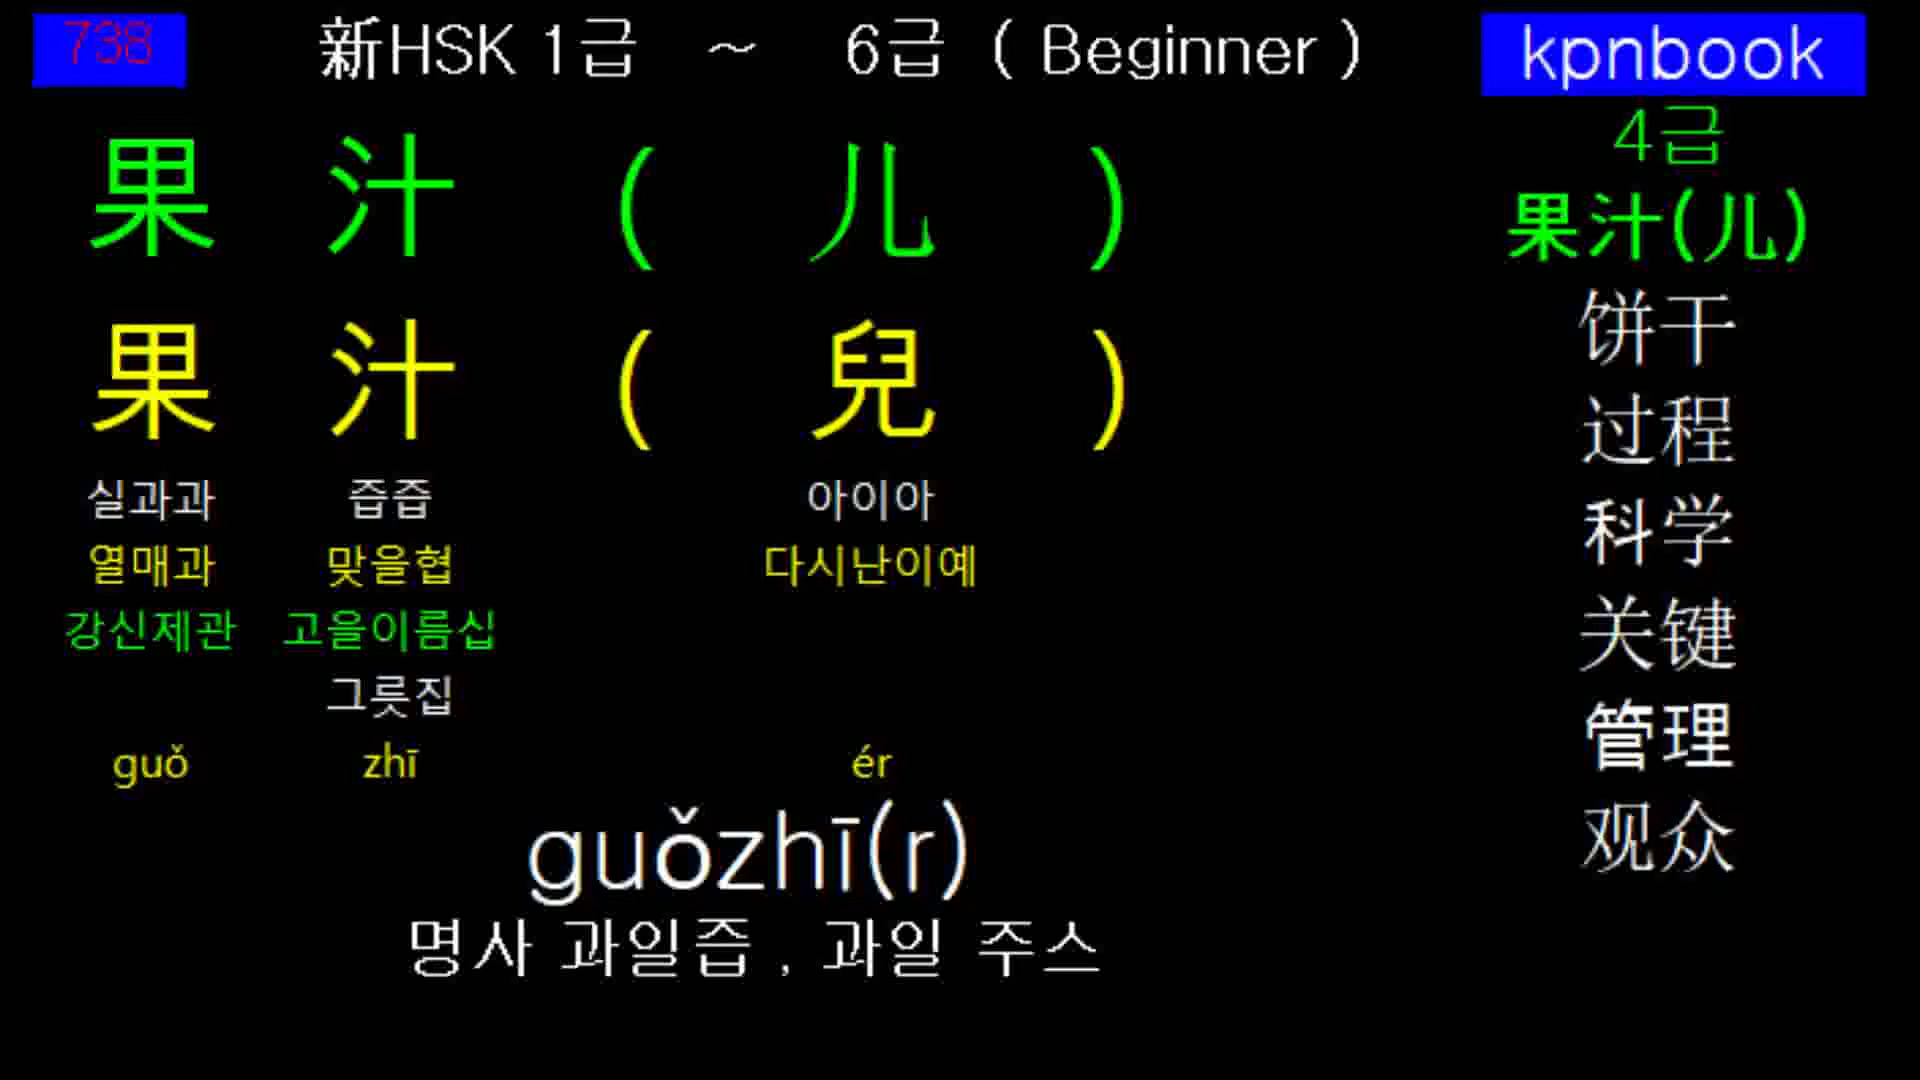 738 新HSK 1급 ～ 6급 ( Beginner ) kpnbook
果 汁 ( 儿 )
果 汁 ( 兒 )
실과과 즙즙 아이아
열매과 맞을협 다시난이예
강신제관 고을이름십
그릇집
guǒ zhī ér
guǒzhī(r)
명사 과일즙 , 과일 주스
4급
果汁(儿)
饼干
过程
科学
关键
管理
观众